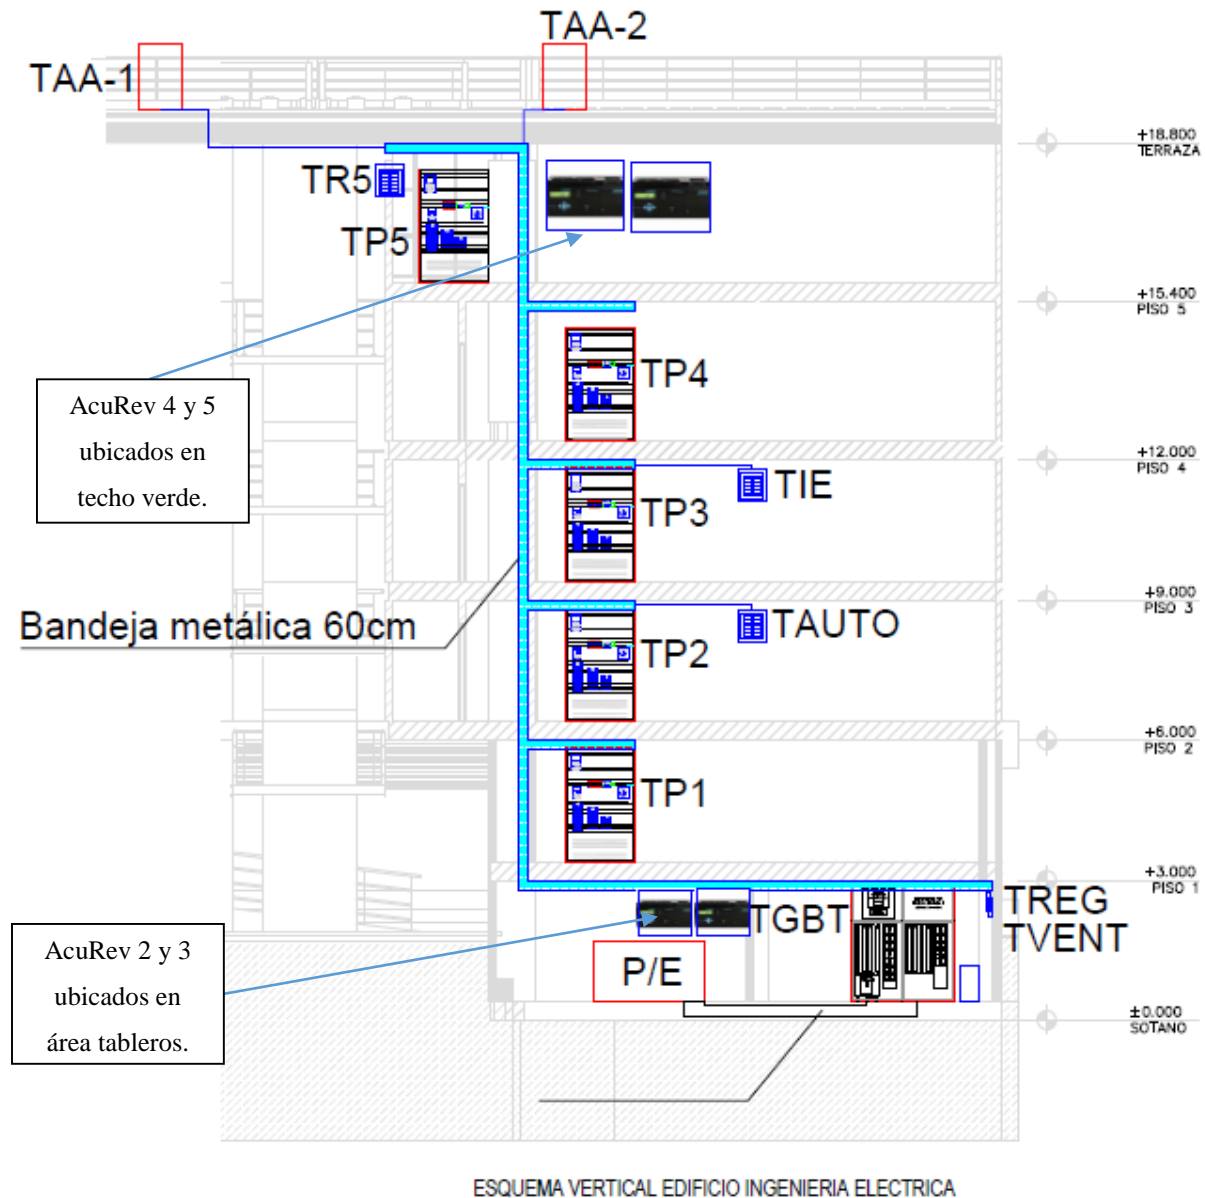 TAA-2
TAA-1
+18.800
TERRAZA
TR5
TP5
+15.400
PISO 5
TP4
AcuRev 4 y 5
ubicados en
techo verde.
+12.000
PISO 4
TIE
TP3
+9.000
PISO 3
Bandeja metálica 60cm
TAUTO
TP2
+6.000
PISO 2
TP1
+3.000
PISO 1
TREG
TGBT
TVENT
AcuRev 2 y 3
ubicados en
área tableros.
P/E
±0.000
SOTANO
ESQUEMA VERTICAL EDIFICIO INGENIERIA ELECTRICA